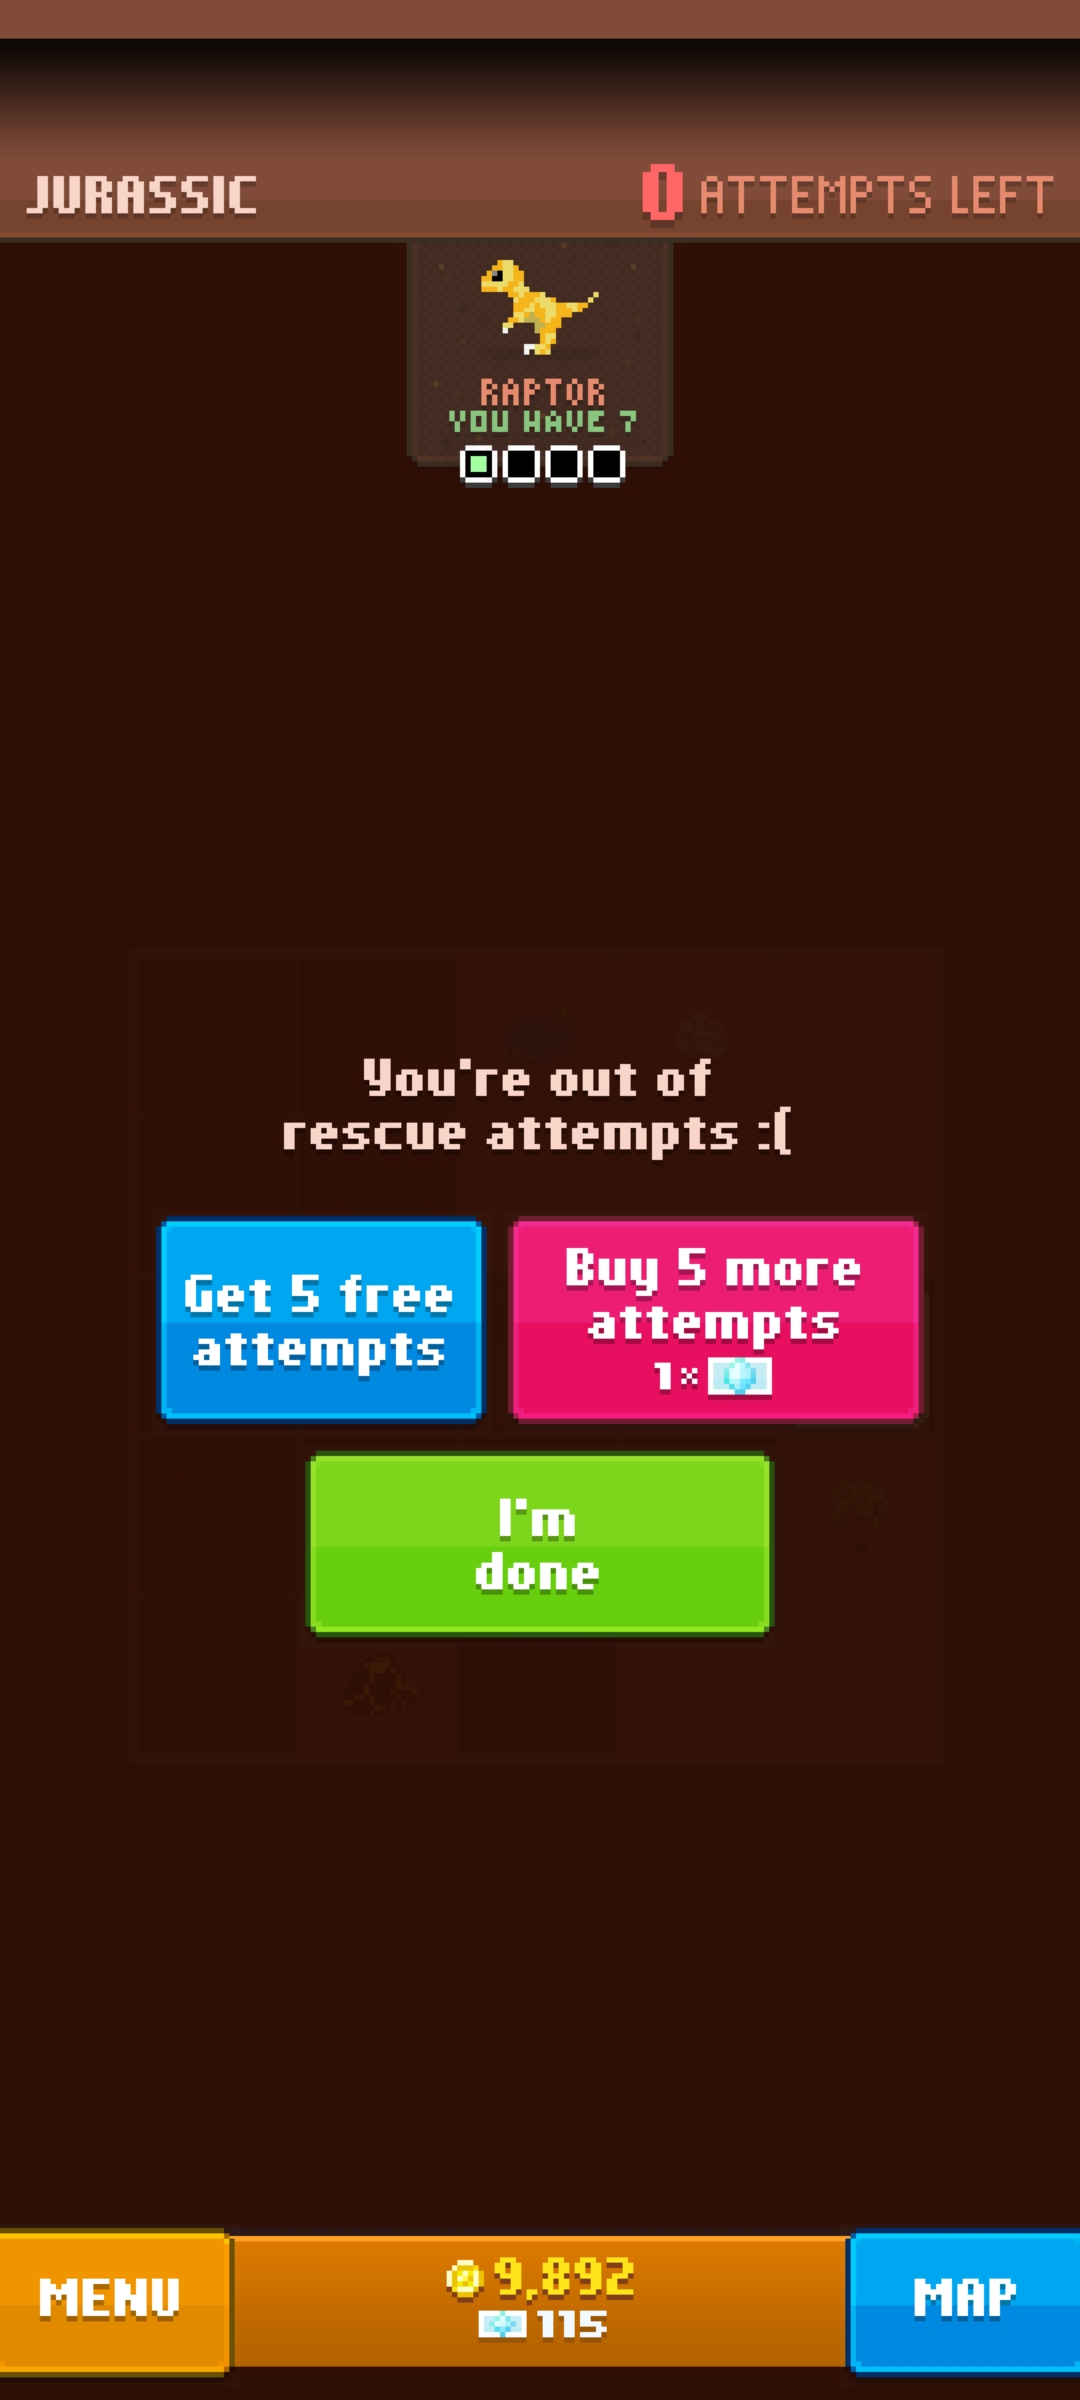 JURASSIC
0 ATTEMPTS LEFT
RAPTOR
YOU HAVE 7
You're out of
rescue attempts :(
Get 5 free
attempts
Buy 5 more
attempts
1×
I'm
done
MENU
9,892
115
MAP